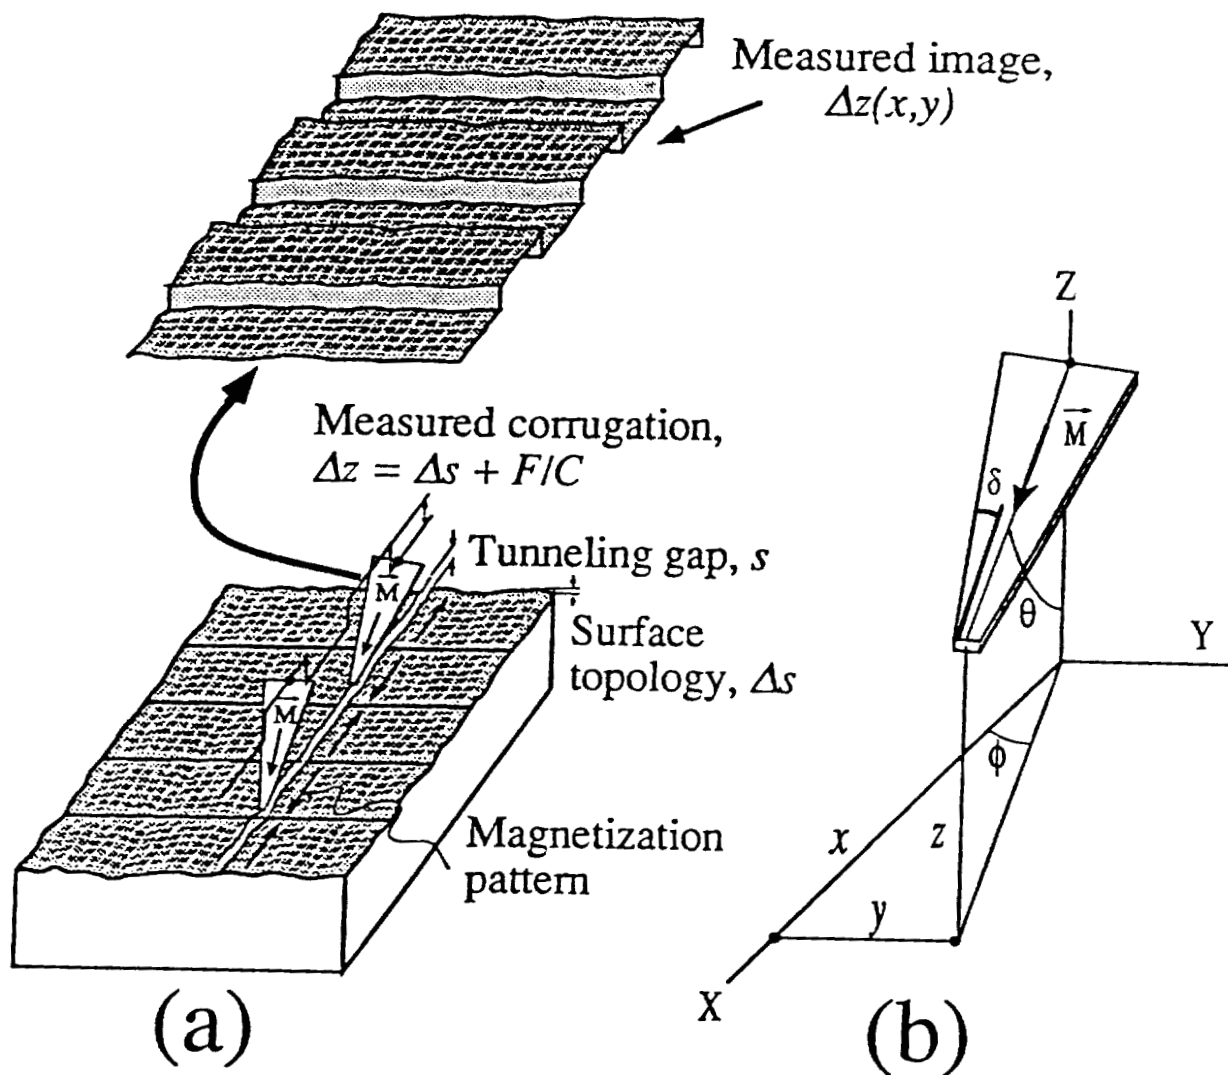 Measured image,
Δz(x,y)
Measured corrugation,
Δz = Δs + F/C
Tunneling gap, s
M
Surface
topology, Δs
M
Magnetization
pattern
(a)
Z
M
δ
θ
Y
ϕ
x
z
y
X
(b)